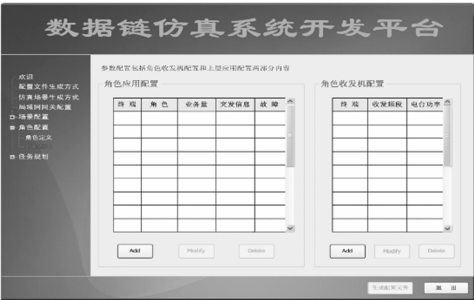 数据链仿真系统开发平台
参数配置包括角色收发机配置和上层应用配置两部分内容
欢迎
配置文件生成方式
仿真场景生成方式
局域网网关配置
场景配置
角色配置
角色定义
任务规划
角色应用配置
终 端 角 色 业务量 突发信息 故 障
Add Modify Delete
角色收发机配置
终 端 收发频段 电台功率
Add Modify Delete
生成配置文件 退 出